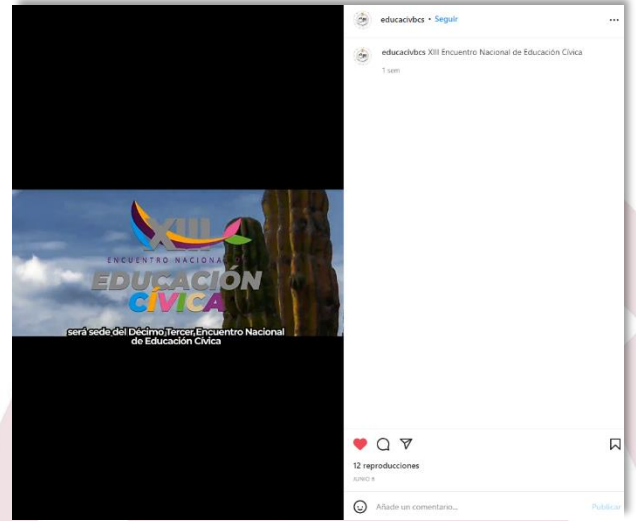 educacivbcs • Seguir
...
educacivbcs XIII Encuentro Nacional de Educación Cívica
1 sem
XIII
ENCUENTRO NACIONAL DE
EDUCACIÓN
CÍVICA
será sede del Décimo Tercer Encuentro Nacional
de Educación Cívica
12 reproducciones
JUNIO 6
Añade un comentario...
Publicar